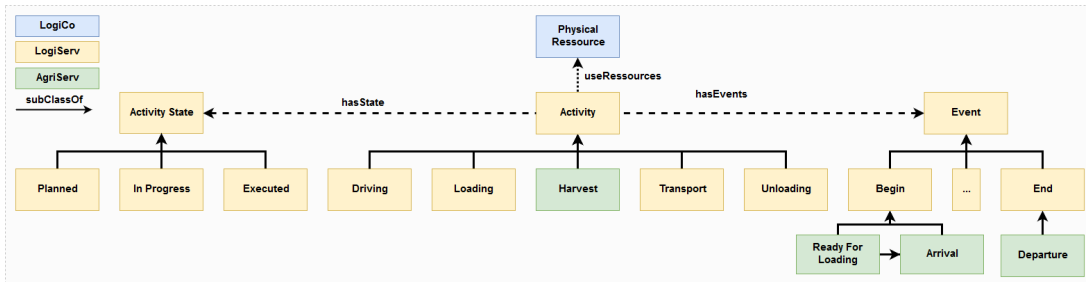 LogiCo
LogiServ
AgriServ
subClassOf
Physical
Ressource
useRessources
hasState
hasEvents
Activity State
Activity
Event
Planned
In Progress
Executed
Driving
Loading
Harvest
Transport
Unloading
Begin
...
End
Ready For
Loading
Arrival
Departure